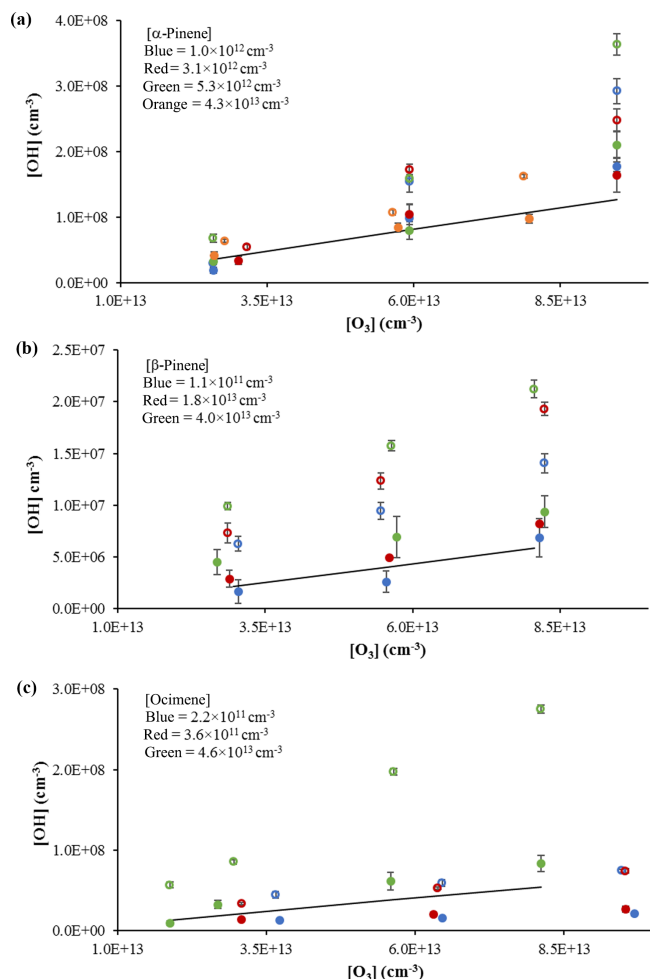 (a)
[α-Pinene]
Blue = 1.0×10¹² cm⁻³
Red = 3.1×10¹² cm⁻³
Green = 5.3×10¹² cm⁻³
Orange = 4.3×10¹³ cm⁻³
4.0E+08
3.0E+08
2.0E+08
1.0E+08
0.0E+00
[OH] (cm⁻³)
1.0E+13 3.5E+13 6.0E+13 8.5E+13
[O₃] (cm⁻³)
(b)
[β-Pinene]
Blue = 1.1×10¹¹ cm⁻³
Red = 1.8×10¹³ cm⁻³
Green = 4.0×10¹³ cm⁻³
2.5E+07
2.0E+07
1.5E+07
1.0E+07
5.0E+06
0.0E+00
[OH] (cm⁻³)
1.0E+13 3.5E+13 6.0E+13 8.5E+13
[O₃] (cm⁻³)
(c)
[Ocimene]
Blue = 2.2×10¹¹ cm⁻³
Red = 3.6×10¹¹ cm⁻³
Green = 4.6×10¹³ cm⁻³
3.0E+08
2.0E+08
1.0E+08
0.0E+00
[OH] (cm⁻³)
1.0E+13 3.5E+13 6.0E+13 8.5E+13
[O₃] (cm⁻³)